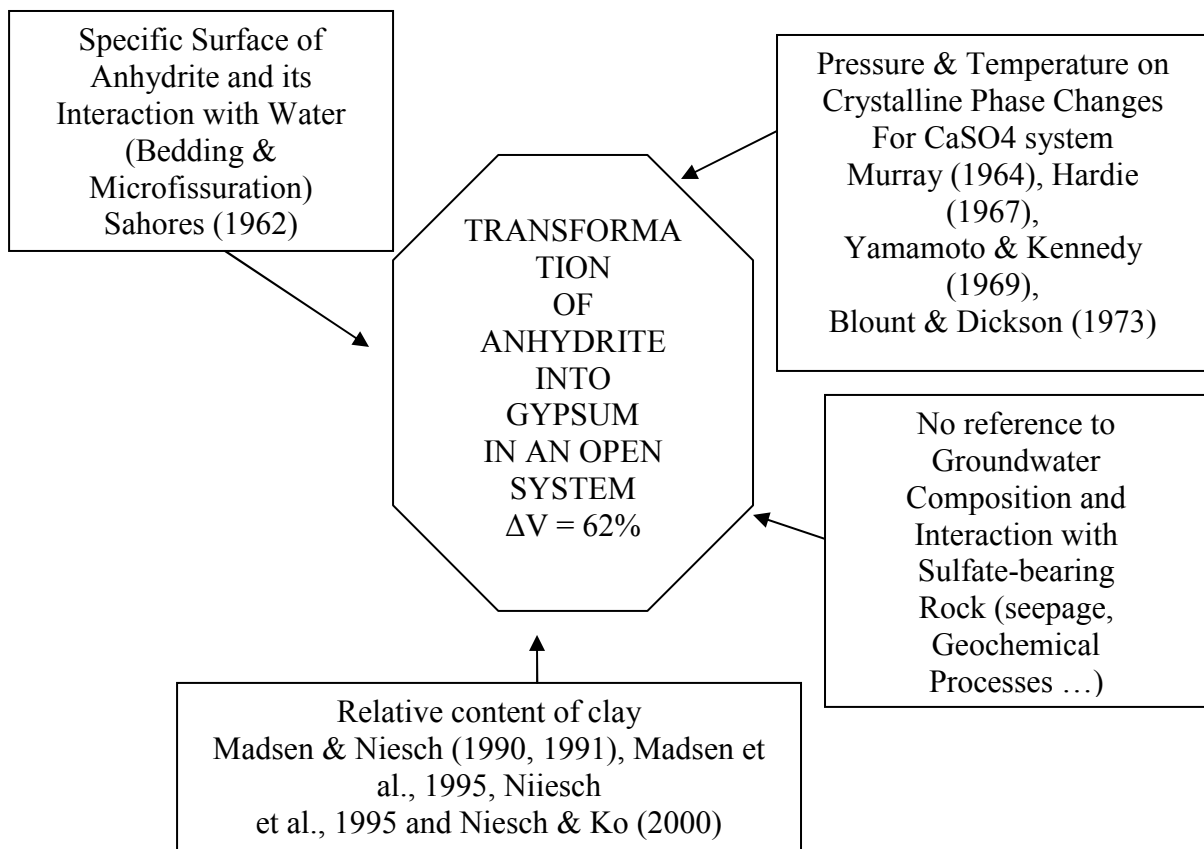 Specific Surface of
Anhydrite and its
Interaction with Water
(Bedding &
Microfissuration)
Sahores (1962)
Pressure & Temperature on
Crystalline Phase Changes
For CaSO4 system
Murray (1964), Hardie
(1967),
Yamamoto & Kennedy
(1969),
Blount & Dickson (1973)
TRANSFORMA
TION
OF
ANHYDRITE
INTO
GYPSUM
IN AN OPEN
SYSTEM
ΔV = 62%
No reference to
Groundwater
Composition and
Interaction with
Sulfate-bearing
Rock (seepage,
Geochemical
Processes …)
Relative content of clay
Madsen & Niesch (1990, 1991), Madsen et
al., 1995, Niiesch
et al., 1995 and Niesch & Ko (2000)